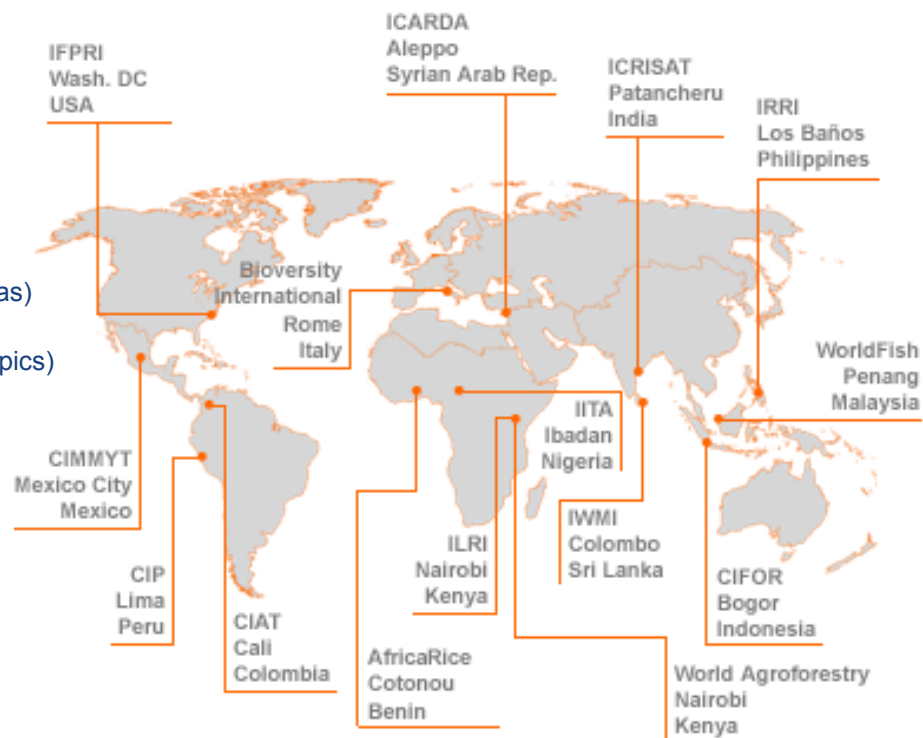 IFPRI
Wash. DC
USA
ICARDA
Aleppo
Syrian Arab Rep.
ICRISAT
Patancheru
India
IRRI
Los Baños
Philippines
as)
pics)
Bioversity
International
Rome
Italy
WorldFish
Penang
Malaysia
CIMMYT
Mexico City
Mexico
IITA
Ibadan
Nigeria
CIP
Lima
Peru
CIAT
Cali
Colombia
ILRI
Nairobi
Kenya
IWMI
Colombo
Sri Lanka
CIFOR
Bogor
Indonesia
AfricaRice
Cotonou
Benin
World Agroforestry
Nairobi
Kenya